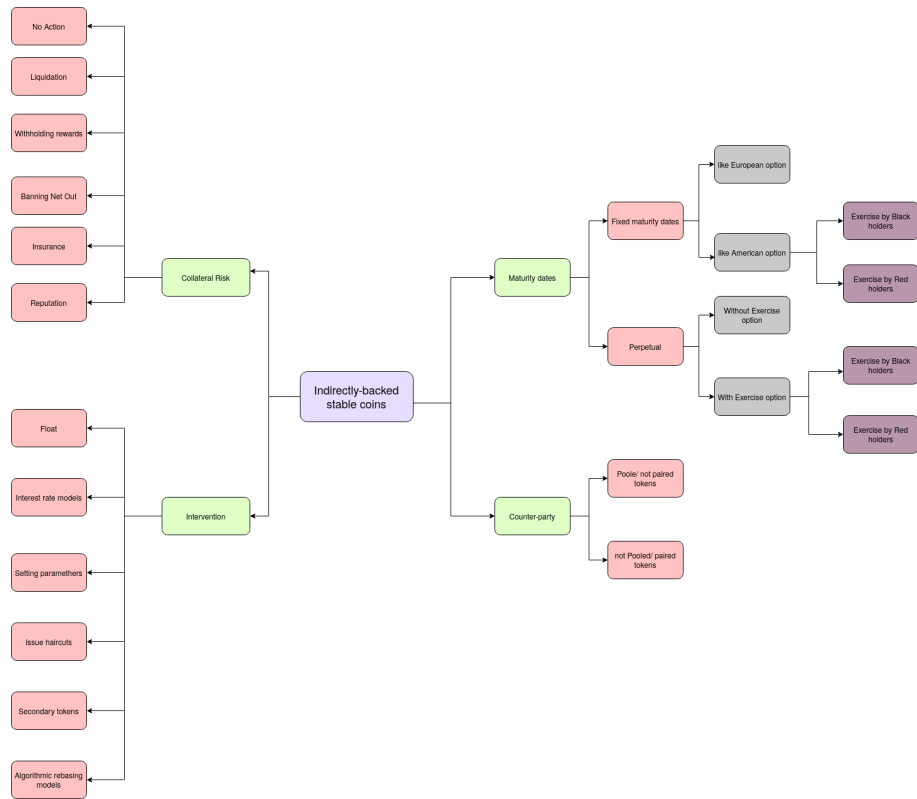 No Action
Liquidation
Withholding rewards
Banning Net Out
Insurance
Reputation
Collateral Risk
Float
Interest rate models
Setting paramethers
Issue haircuts
Secondary tokens
Algorithmic rebasing
models
Intervention
Indirectly-backed
stable coins
Maturity dates
Fixed maturity dates
like European option
like American option
Exercise by Black
holders
Exercise by Red
holders
Perpetual
Without Exercise
option
With Exercise option
Exercise by Black
holders
Exercise by Red
holders
Counter-party
Poole/ not paired
tokens
not Pooled/ paired
tokens